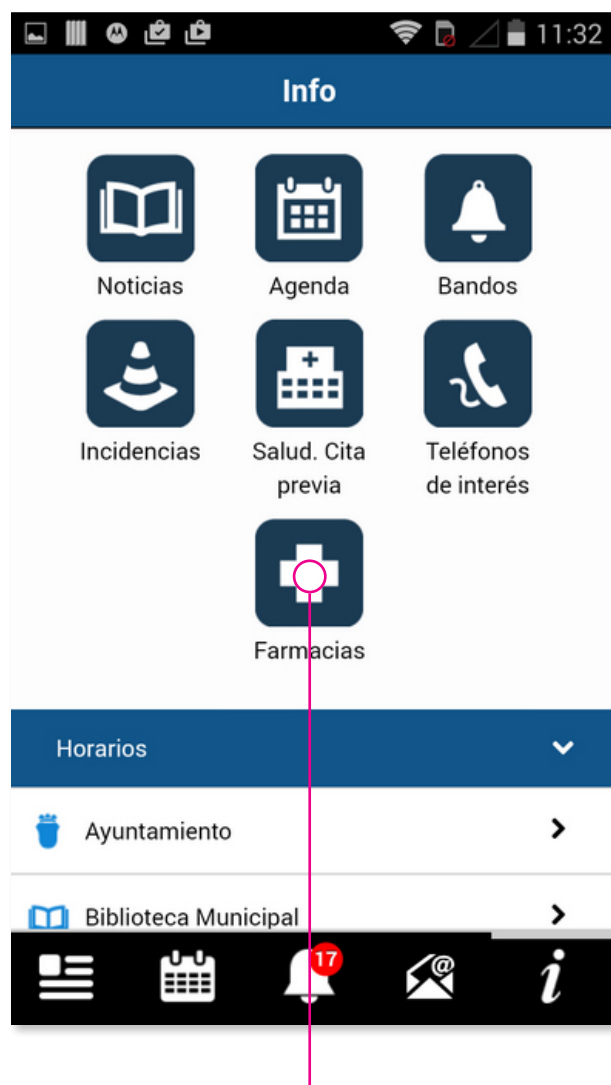 11:32
Info
Noticias
Agenda
Bandos
Incidencias
Salud. Cita
previa
Teléfonos
de interés
Farmacias
Horarios
Ayuntamiento
Biblioteca Municipal
17
@
i